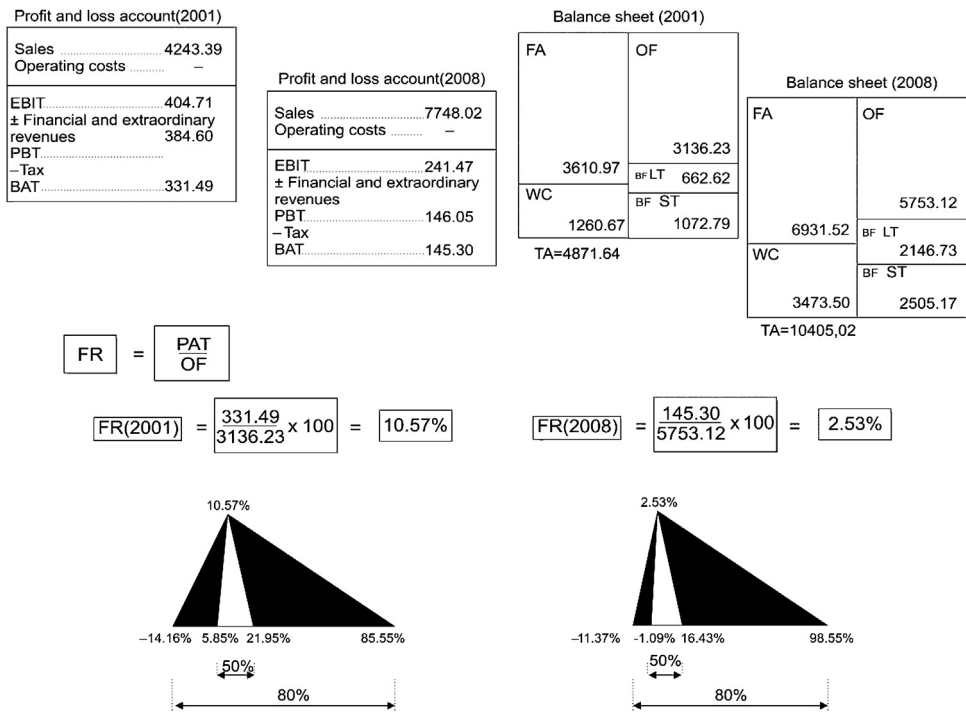 Profit and loss account(2001)
Sales ................ 4243.39
Operating costs .......... –
EBIT ................ 404.71
± Financial and extraordinary
revenues ................ 384.60
PBT ................
–Tax
BAT ................ 331.49
Profit and loss account(2008)
Sales ................ 7748.02
Operating costs ........ –
EBIT ................ 241.47
± Financial and extraordinary
revenues
PBT ................ 146.05
–Tax
BAT ................ 145.30
Balance sheet (2001)
FA OF
3136.23
3610.97 BF LT 662.62
WC BF ST
1260.67 1072.79
TA=4871.64
Balance sheet (2008)
FA OF
5753.12
6931.52 BF LT
WC 2146.73
BF ST
3473.50 2505.17
TA=10405,02
FR = PAT
OF
FR(2001) = 331.49
3136.23 x 100 = 10.57%
FR(2008) = 145.30
5753.12 x 100 = 2.53%
10.57%
–14.16% 5.85% 21.95% 85.55%
50%
80%
2.53%
–11.37% -1.09% 16.43% 98.55%
50%
80%